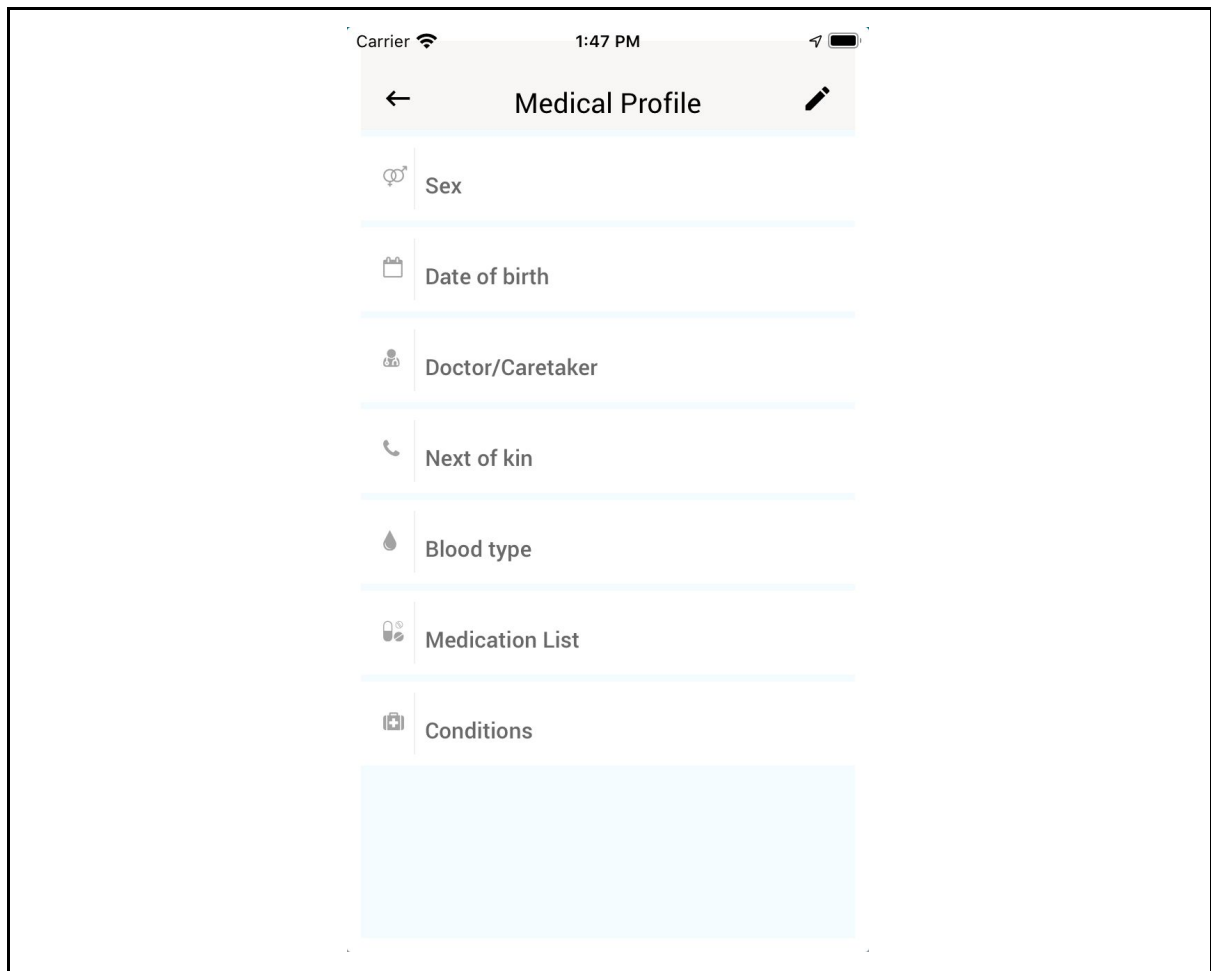 Carrier 1:47 PM
Medical Profile
Sex
Date of birth
Doctor/Caretaker
Next of kin
Blood type
Medication List
Conditions